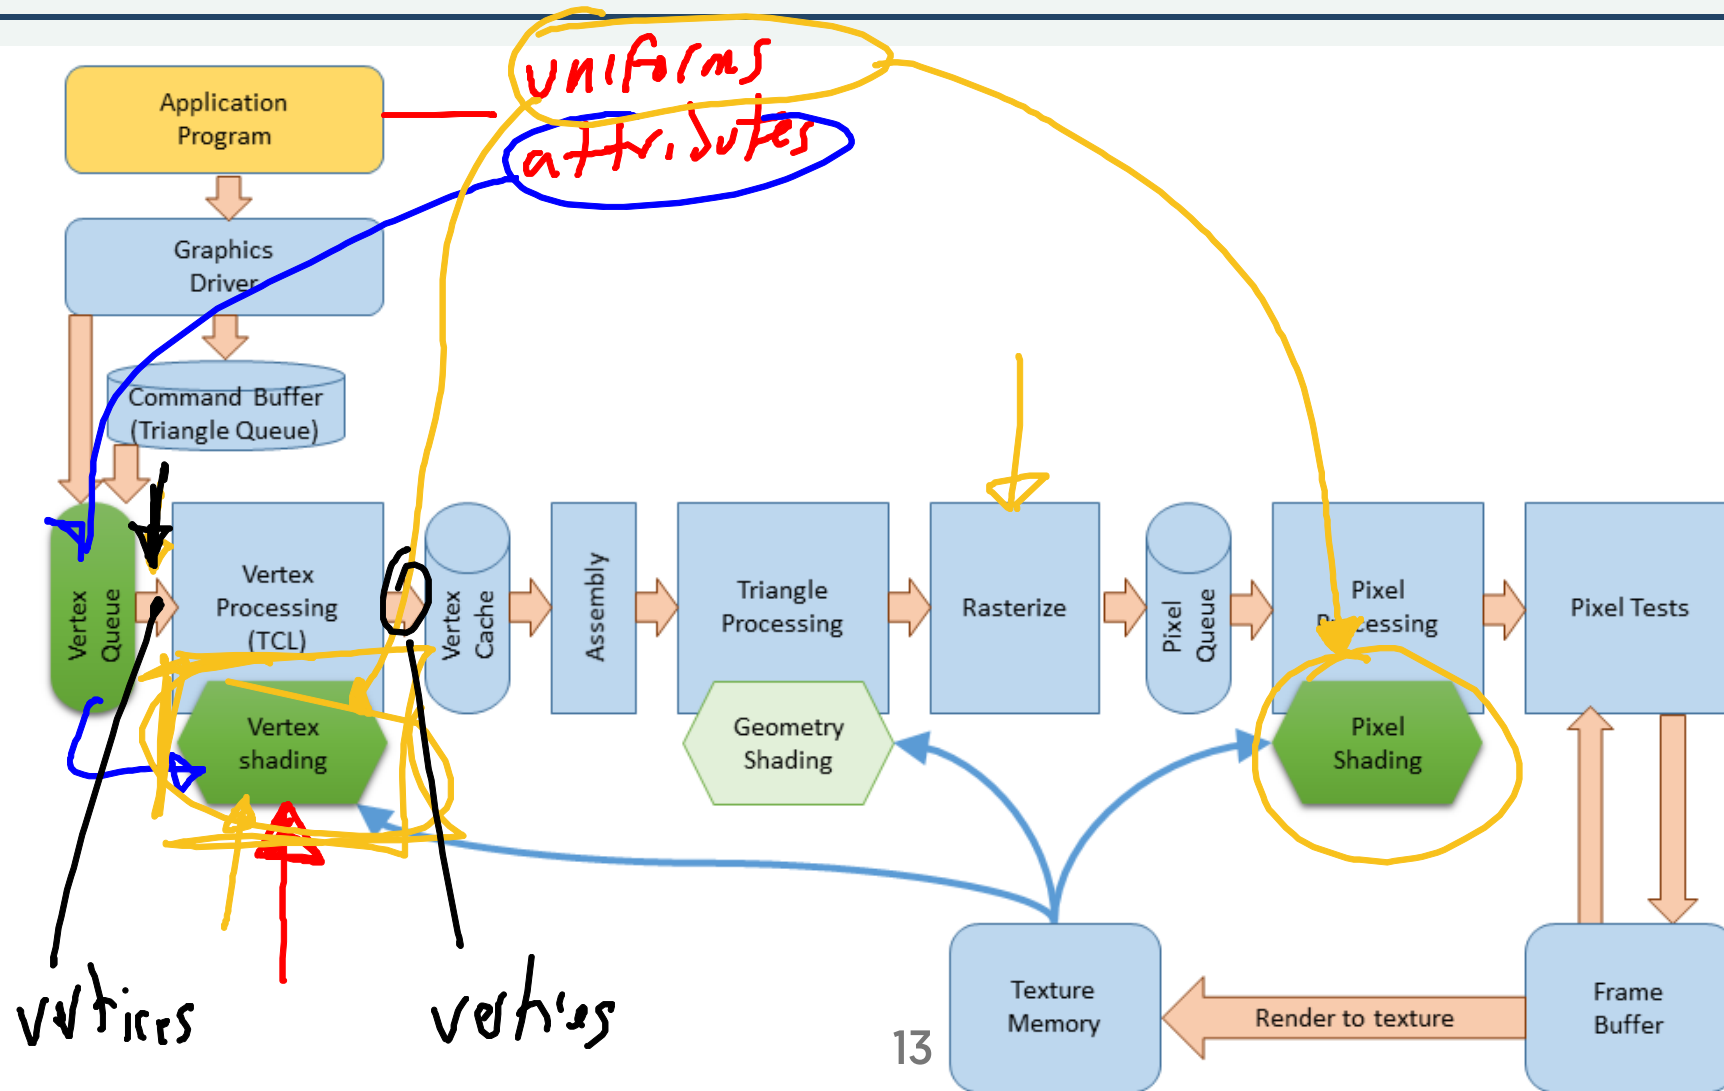 uniforms
attributes
Application
Program
Graphics
Driver
Command Buffer
(Triangle Queue)
Vertex
Queue
Vertex
Processing
(TCL)
Vertex
Cache
Assembly
Triangle
Processing
Rasterize
Pixel
Queue
Pixel
Processing
Pixel Tests
Vertex
shading
Geometry
Shading
Pixel
Shading
vertices
vertices
Texture
Memory
Render to texture
Frame
Buffer
13